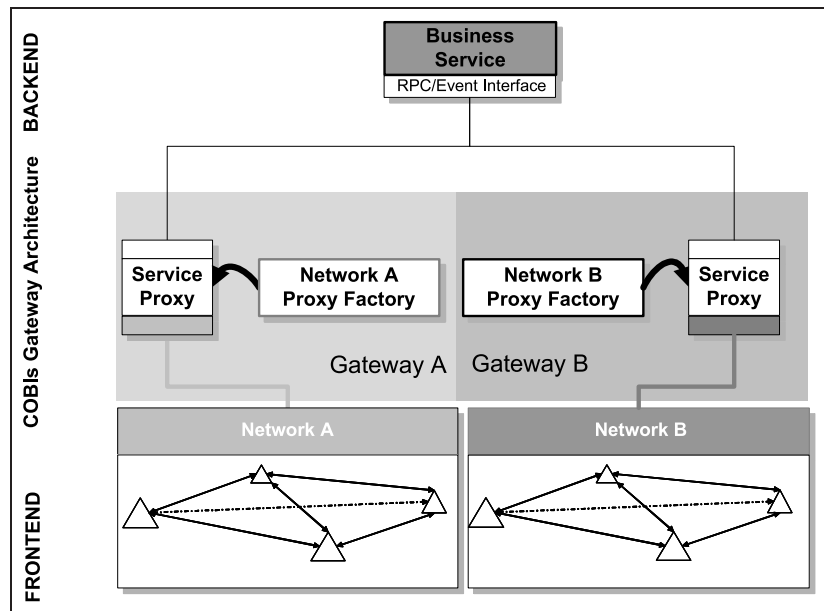 BACKEND
COBIs Gateway Architecture
FRONTEND
Business
Service
RPC/Event Interface
Service
Proxy
Network A
Proxy Factory
Network B
Proxy Factory
Service
Proxy
Gateway A
Gateway B
Network A
Network B